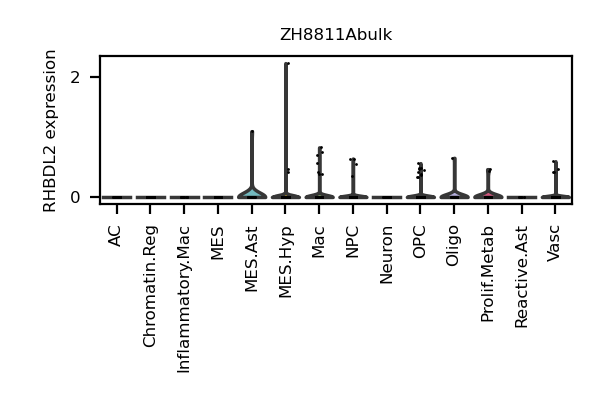 ZH8811Abulk
RHBDL2 expression
2
0
AC
Chromatin.Reg
Inflammatory.Mac
MES
MES.Ast
MES.Hyp
Mac
NPC
Neuron
OPC
Oligo
Prolif.Metab
Reactive.Ast
Vasc